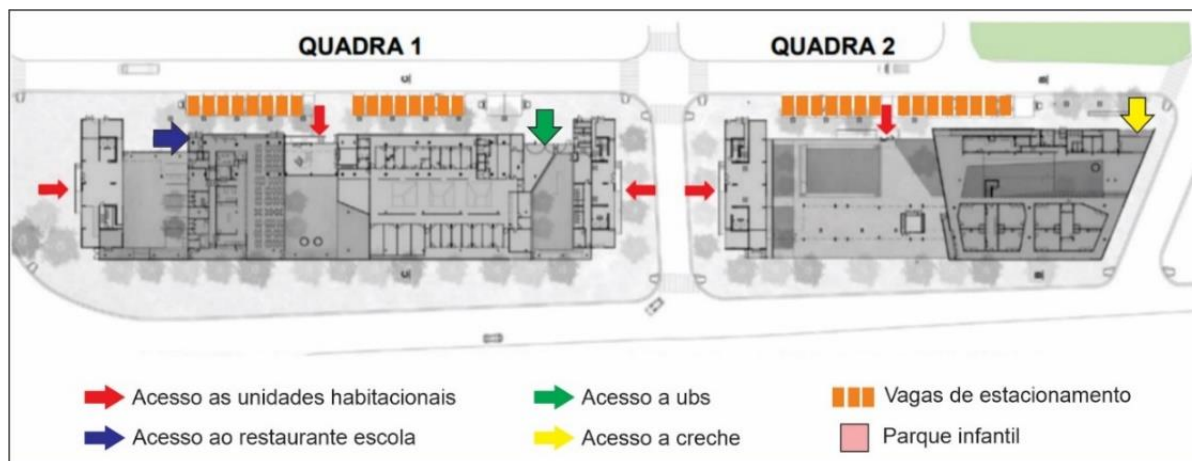 QUADRA 1
QUADRA 2
Acesso as unidades habitacionais
Acesso a ubs
Vagas de estacionamento
Acesso ao restaurante escola
Acesso a creche
Parque infantil